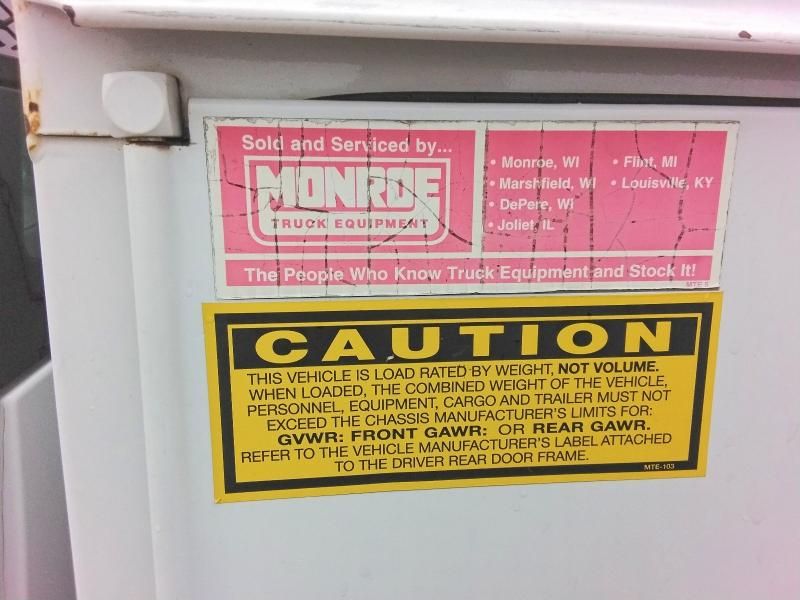 Sold and Serviced by...
MONROE
TRUCK EQUIPMENT
• Monroe, WI
• Marshfield, WI
• DePere, WI
• Joliet, IL
• Flint, MI
• Louisville, KY
The People Who Know Truck Equipment and Stock It!
MTE-5
CAUTION
THIS VEHICLE IS LOAD RATED BY WEIGHT, NOT VOLUME.
WHEN LOADED, THE COMBINED WEIGHT OF THE VEHICLE,
PERSONNEL, EQUIPMENT, CARGO AND TRAILER MUST NOT
EXCEED THE CHASSIS MANUFACTURER'S LIMITS FOR:
GVWR: FRONT GAWR: OR REAR GAWR.
REFER TO THE VEHICLE MANUFACTURER'S LABEL ATTACHED
TO THE DRIVER REAR DOOR FRAME.
MTE-103